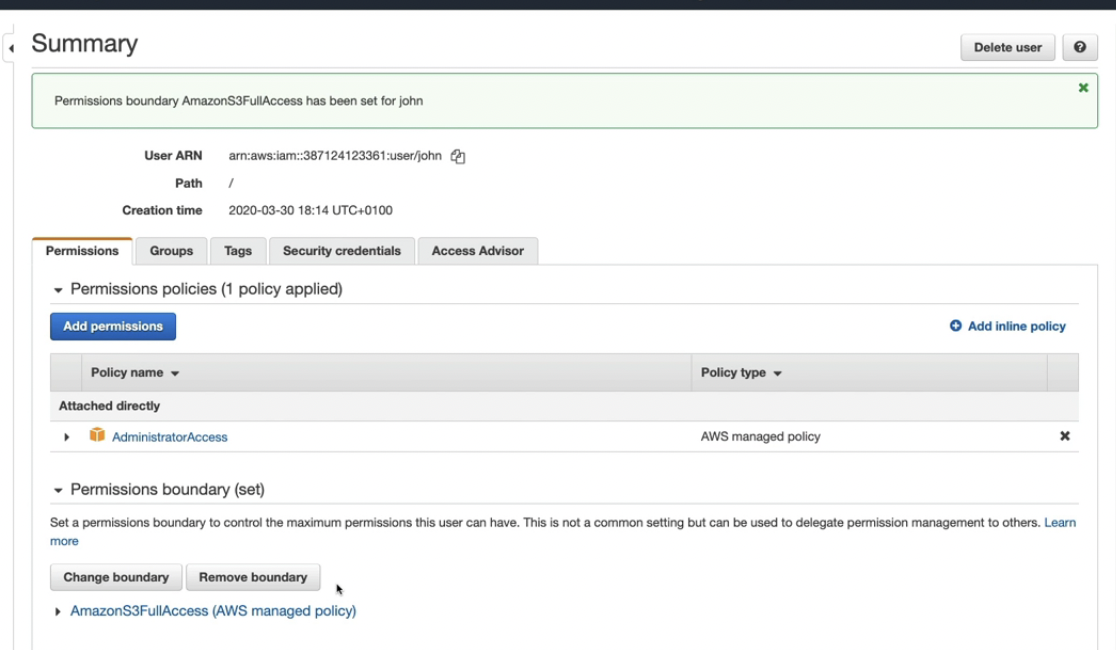 Summary
Delete user
?
Permissions boundary AmazonS3FullAccess has been set for john
User ARN arn:aws:iam::387124123361:user/john
Path /
Creation time 2020-03-30 18:14 UTC+0100
Permissions Groups Tags Security credentials Access Advisor
Permissions policies (1 policy applied)
Add permissions Add inline policy
Policy name Policy type
Attached directly
AdministratorAccess AWS managed policy
Permissions boundary (set)
Set a permissions boundary to control the maximum permissions this user can have. This is not a common setting but can be used to delegate permission management to others. Learn
more
Change boundary Remove boundary
AmazonS3FullAccess (AWS managed policy)